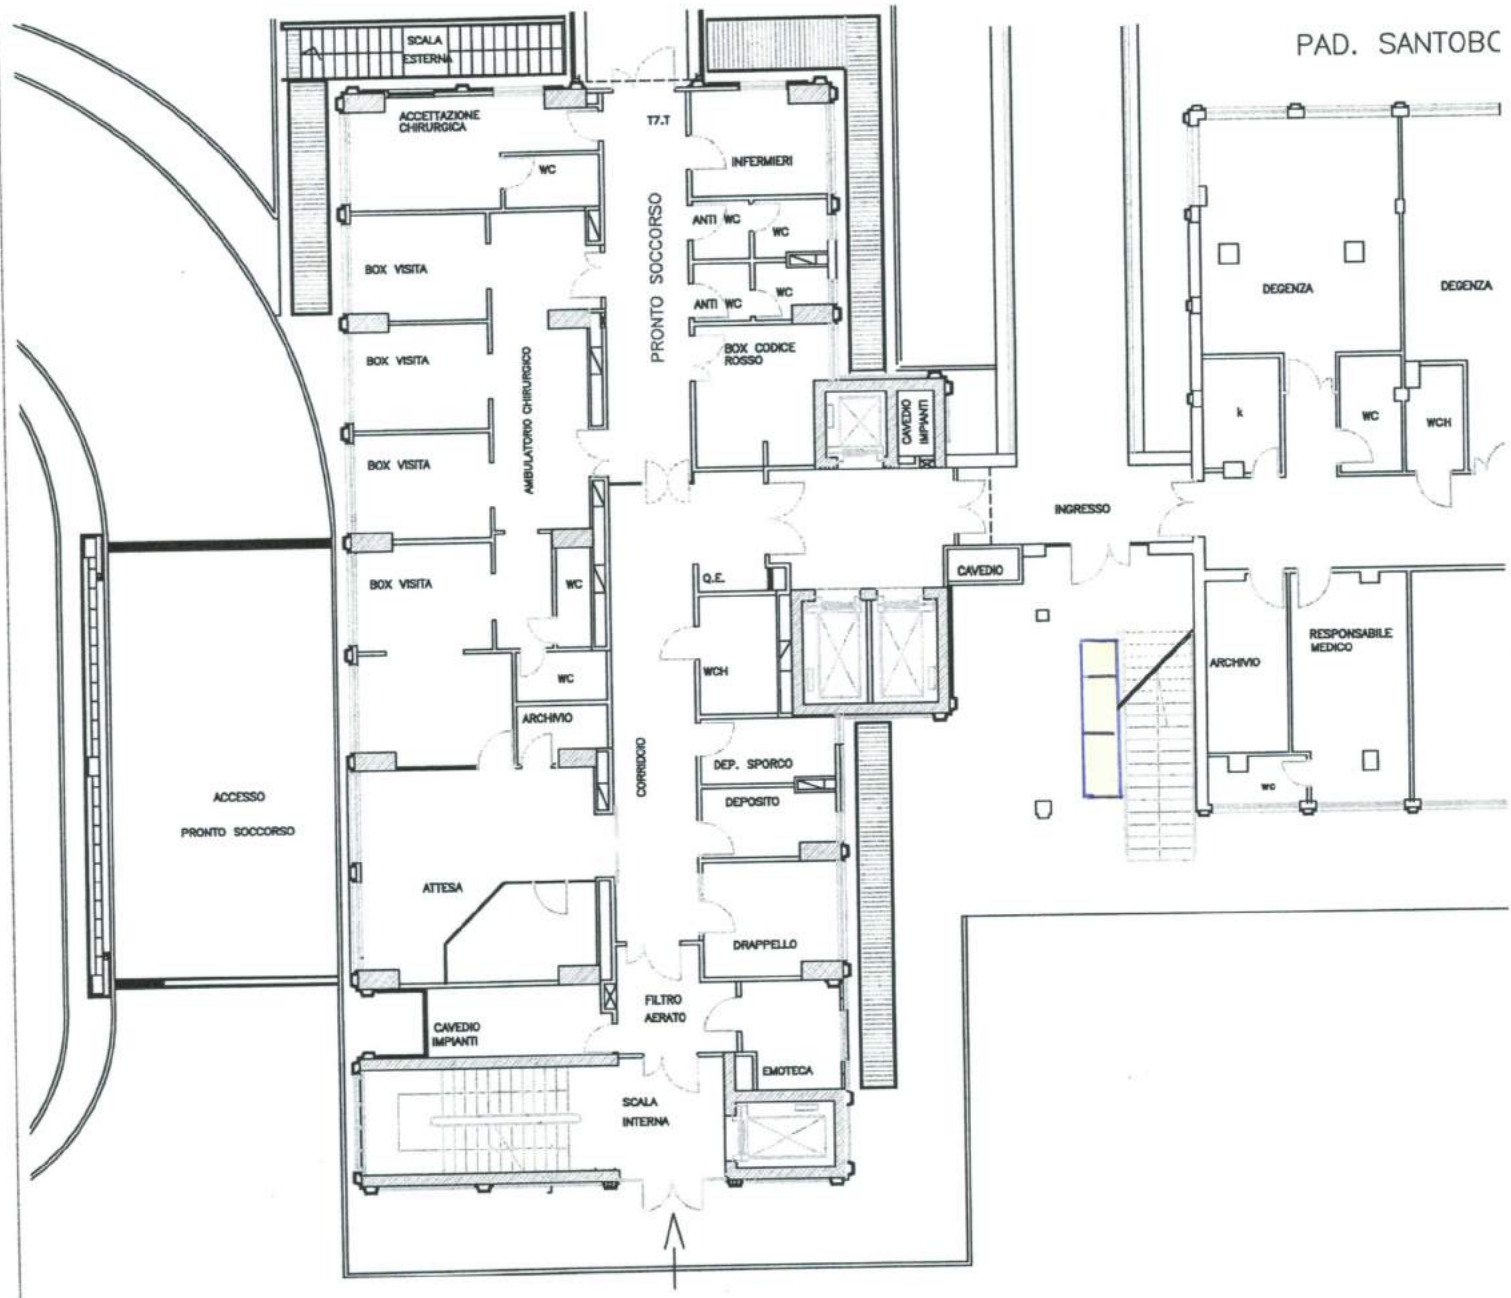 PAD. SANTOBO
SCALA
ESTERNA
ACCETTAZIONE
CHIRURGICA
T7.T
INFERMIERI
WC
ANTI WC
WC
PRONTO SOCCORSO
BOX VISITA
ANTI WC
WC
DEGENZA
DEGENZA
BOX VISITA
AMBULATORIO CHIRURGICO
BOX CODICE
ROSSO
CAVEDIO
IMPIANTI
k
WC
WCH
BOX VISITA
INGRESSO
BOX VISITA
WC
Q.E.
CAVEDIO
WCH
WC
ARCHIVIO
RESPONSABILE
MEDICO
ARCHIVIO
CORRIDOIO
DEP. SPORCO
DEPOSITO
WC
ACCESSO
PRONTO SOCCORSO
ATTESA
DRAPPELLO
FILTRO
AERATO
CAVEDIO
IMPIANTI
EMOTECA
SCALA
INTERNA